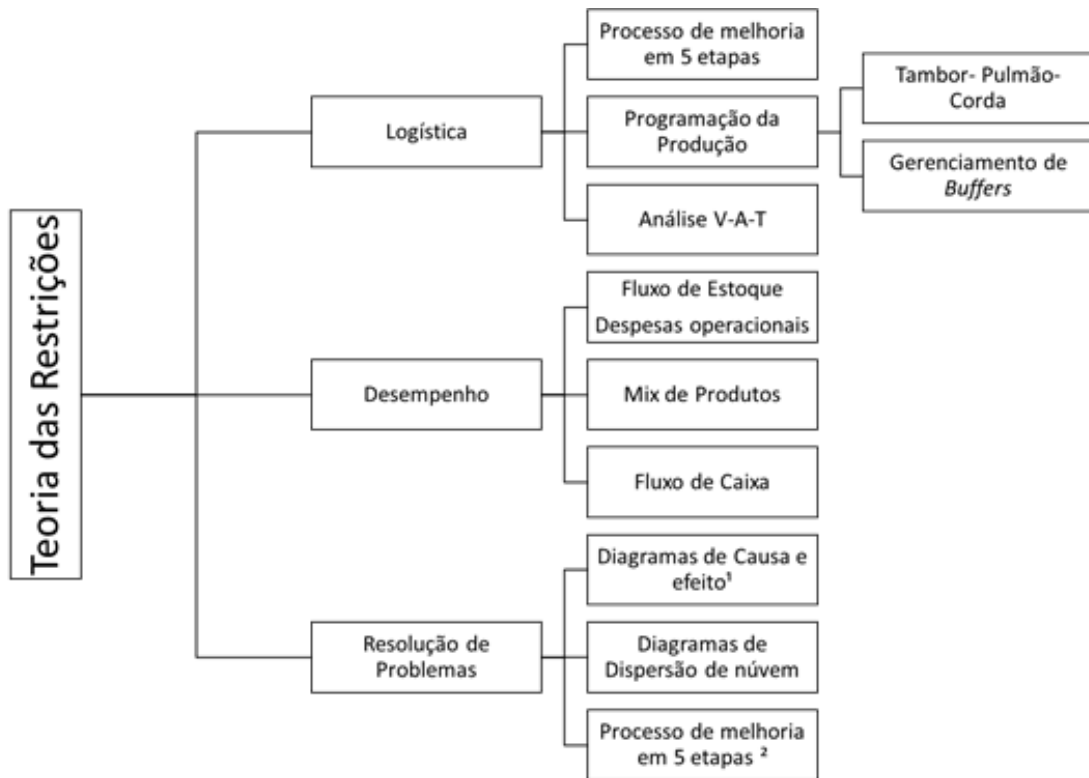 Teoria das Restrições
Logística
Processo de melhoria
em 5 etapas
Programação da
Produção
Tambor- Pulmão-
Corda
Gerenciamento de
Buffers
Análise V-A-T
Desempenho
Fluxo de Estoque
Despesas operacionais
Mix de Produtos
Fluxo de Caixa
Resolução de
Problemas
Diagramas de Causa e
efeito¹
Diagramas de
Dispersão de núvem
Processo de melhoria
em 5 etapas ²